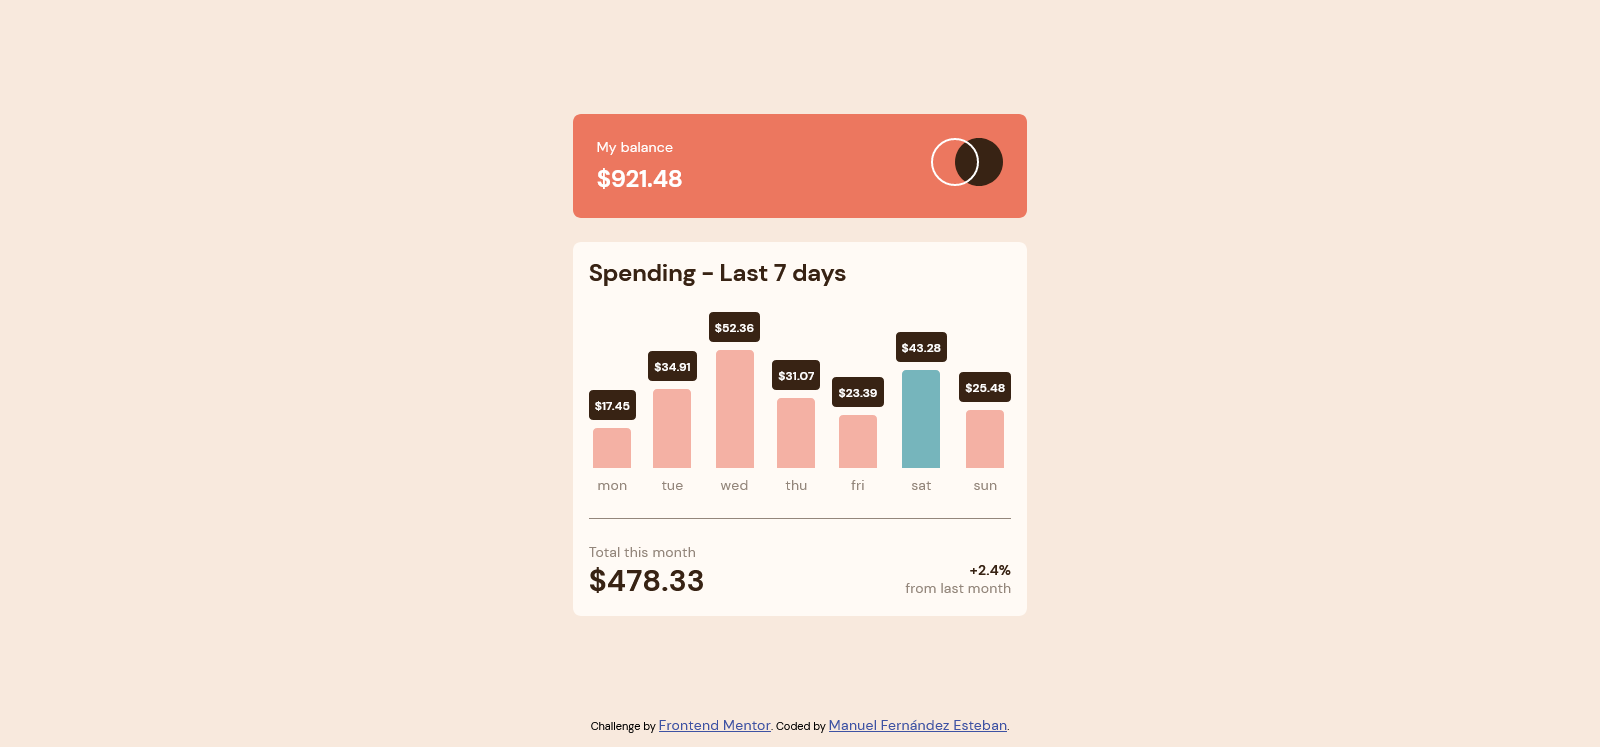 My balance
$921.48
Spending - Last 7 days
$17.45 $34.91 $52.36 $31.07 $23.39 $43.28 $25.48
mon tue wed thu fri sat sun
Total this month
$478.33
+2.4%
from last month
Challenge by Frontend Mentor. Coded by Manuel Fernández Esteban.